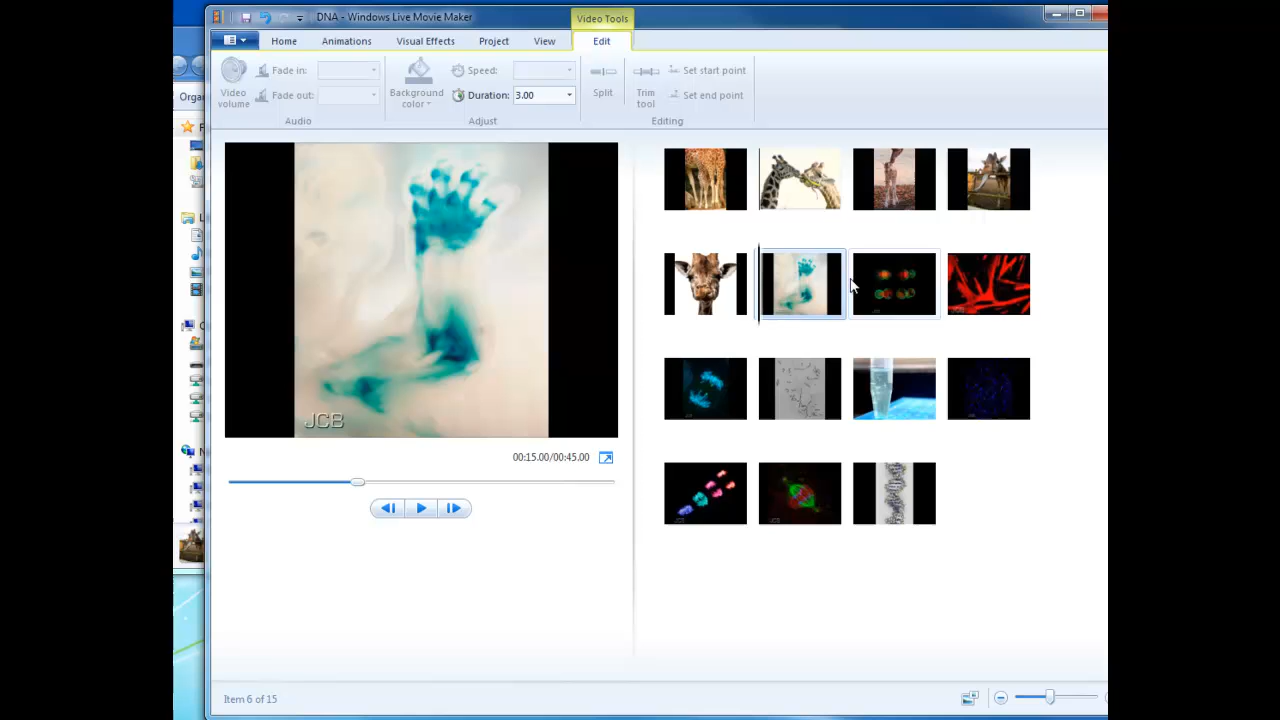 DNA - Windows Live Movie Maker
Video Tools
Home
Animations
Visual Effects
Project
View
Edit
Video volume
Fade in:
Fade out:
Audio
Background color
Speed:
Duration: 3.00
Adjust
Split
Trim tool
Set start point
Set end point
Editing
Organ
JCB
00:15.00/00:45.00
Item 6 of 15